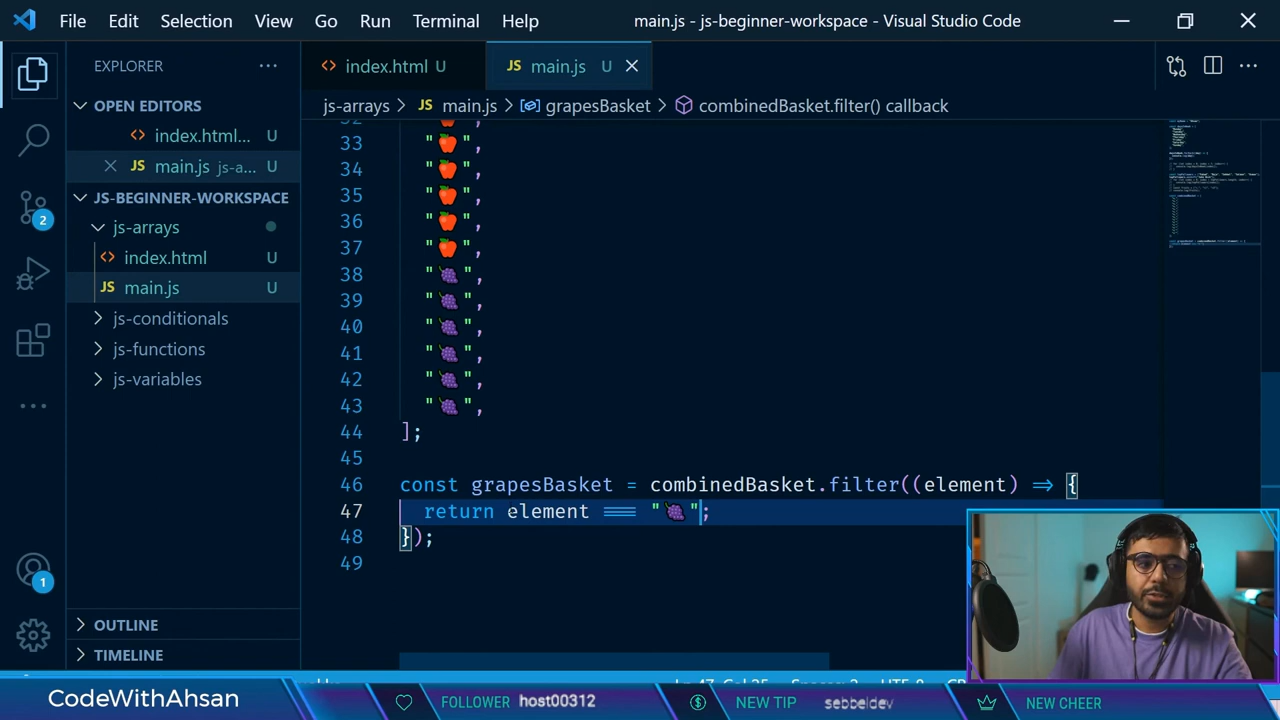 File Edit Selection View Go Run Terminal Help main.js - js-beginner-workspace - Visual Studio Code
EXPLORER
OPEN EDITORS
index.html... U
main.js js-a... U
JS-BEGINNER-WORKSPACE
js-arrays
index.html U
main.js U
js-conditionals
js-functions
js-variables
OUTLINE
TIMELINE
2
1
index.html U
JS main.js U
js-arrays > JS main.js > grapesBasket > combinedBasket.filter() callback
33 "🍎",
34 "🍎",
35 "🍎",
36 "🍎",
37 "🍎",
38 "🍇",
39 "🍇",
40 "🍇",
41 "🍇",
42 "🍇",
43 "🍇",
44 ];
45
46 const grapesBasket = combinedBasket.filter((element) => {
47 return element === "🍇";
48 });
49
CodeWithAhsan
FOLLOWER host00312
NEW TIP sebbeldev
NEW CHEER